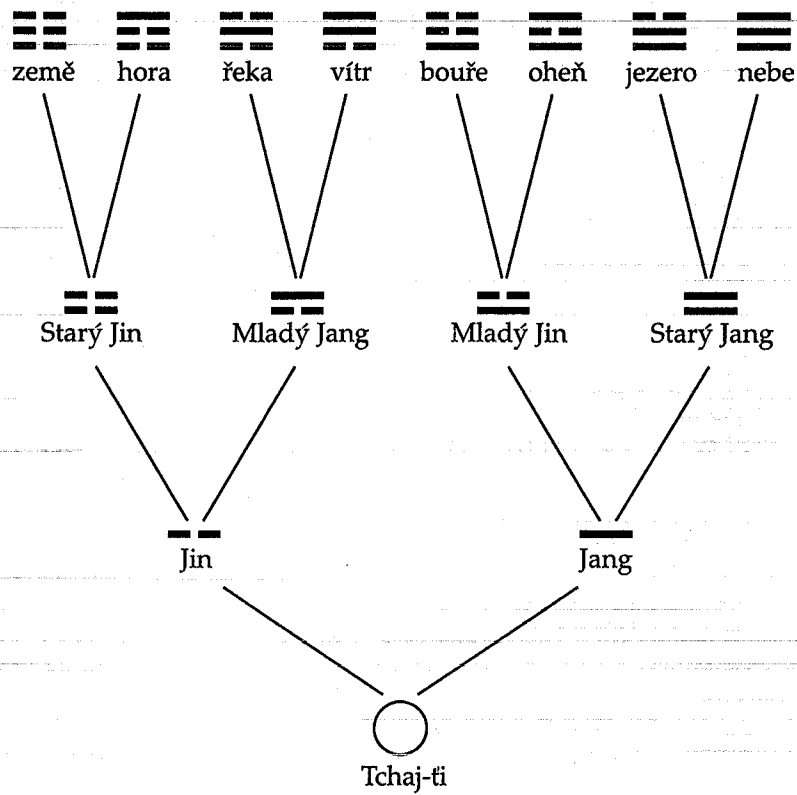 země hora řeka vítr bouře oheň jezero nebe
Starý Jin Mladý Jang Mladý Jin Starý Jang
Jin Jang
Tchaj-ťi